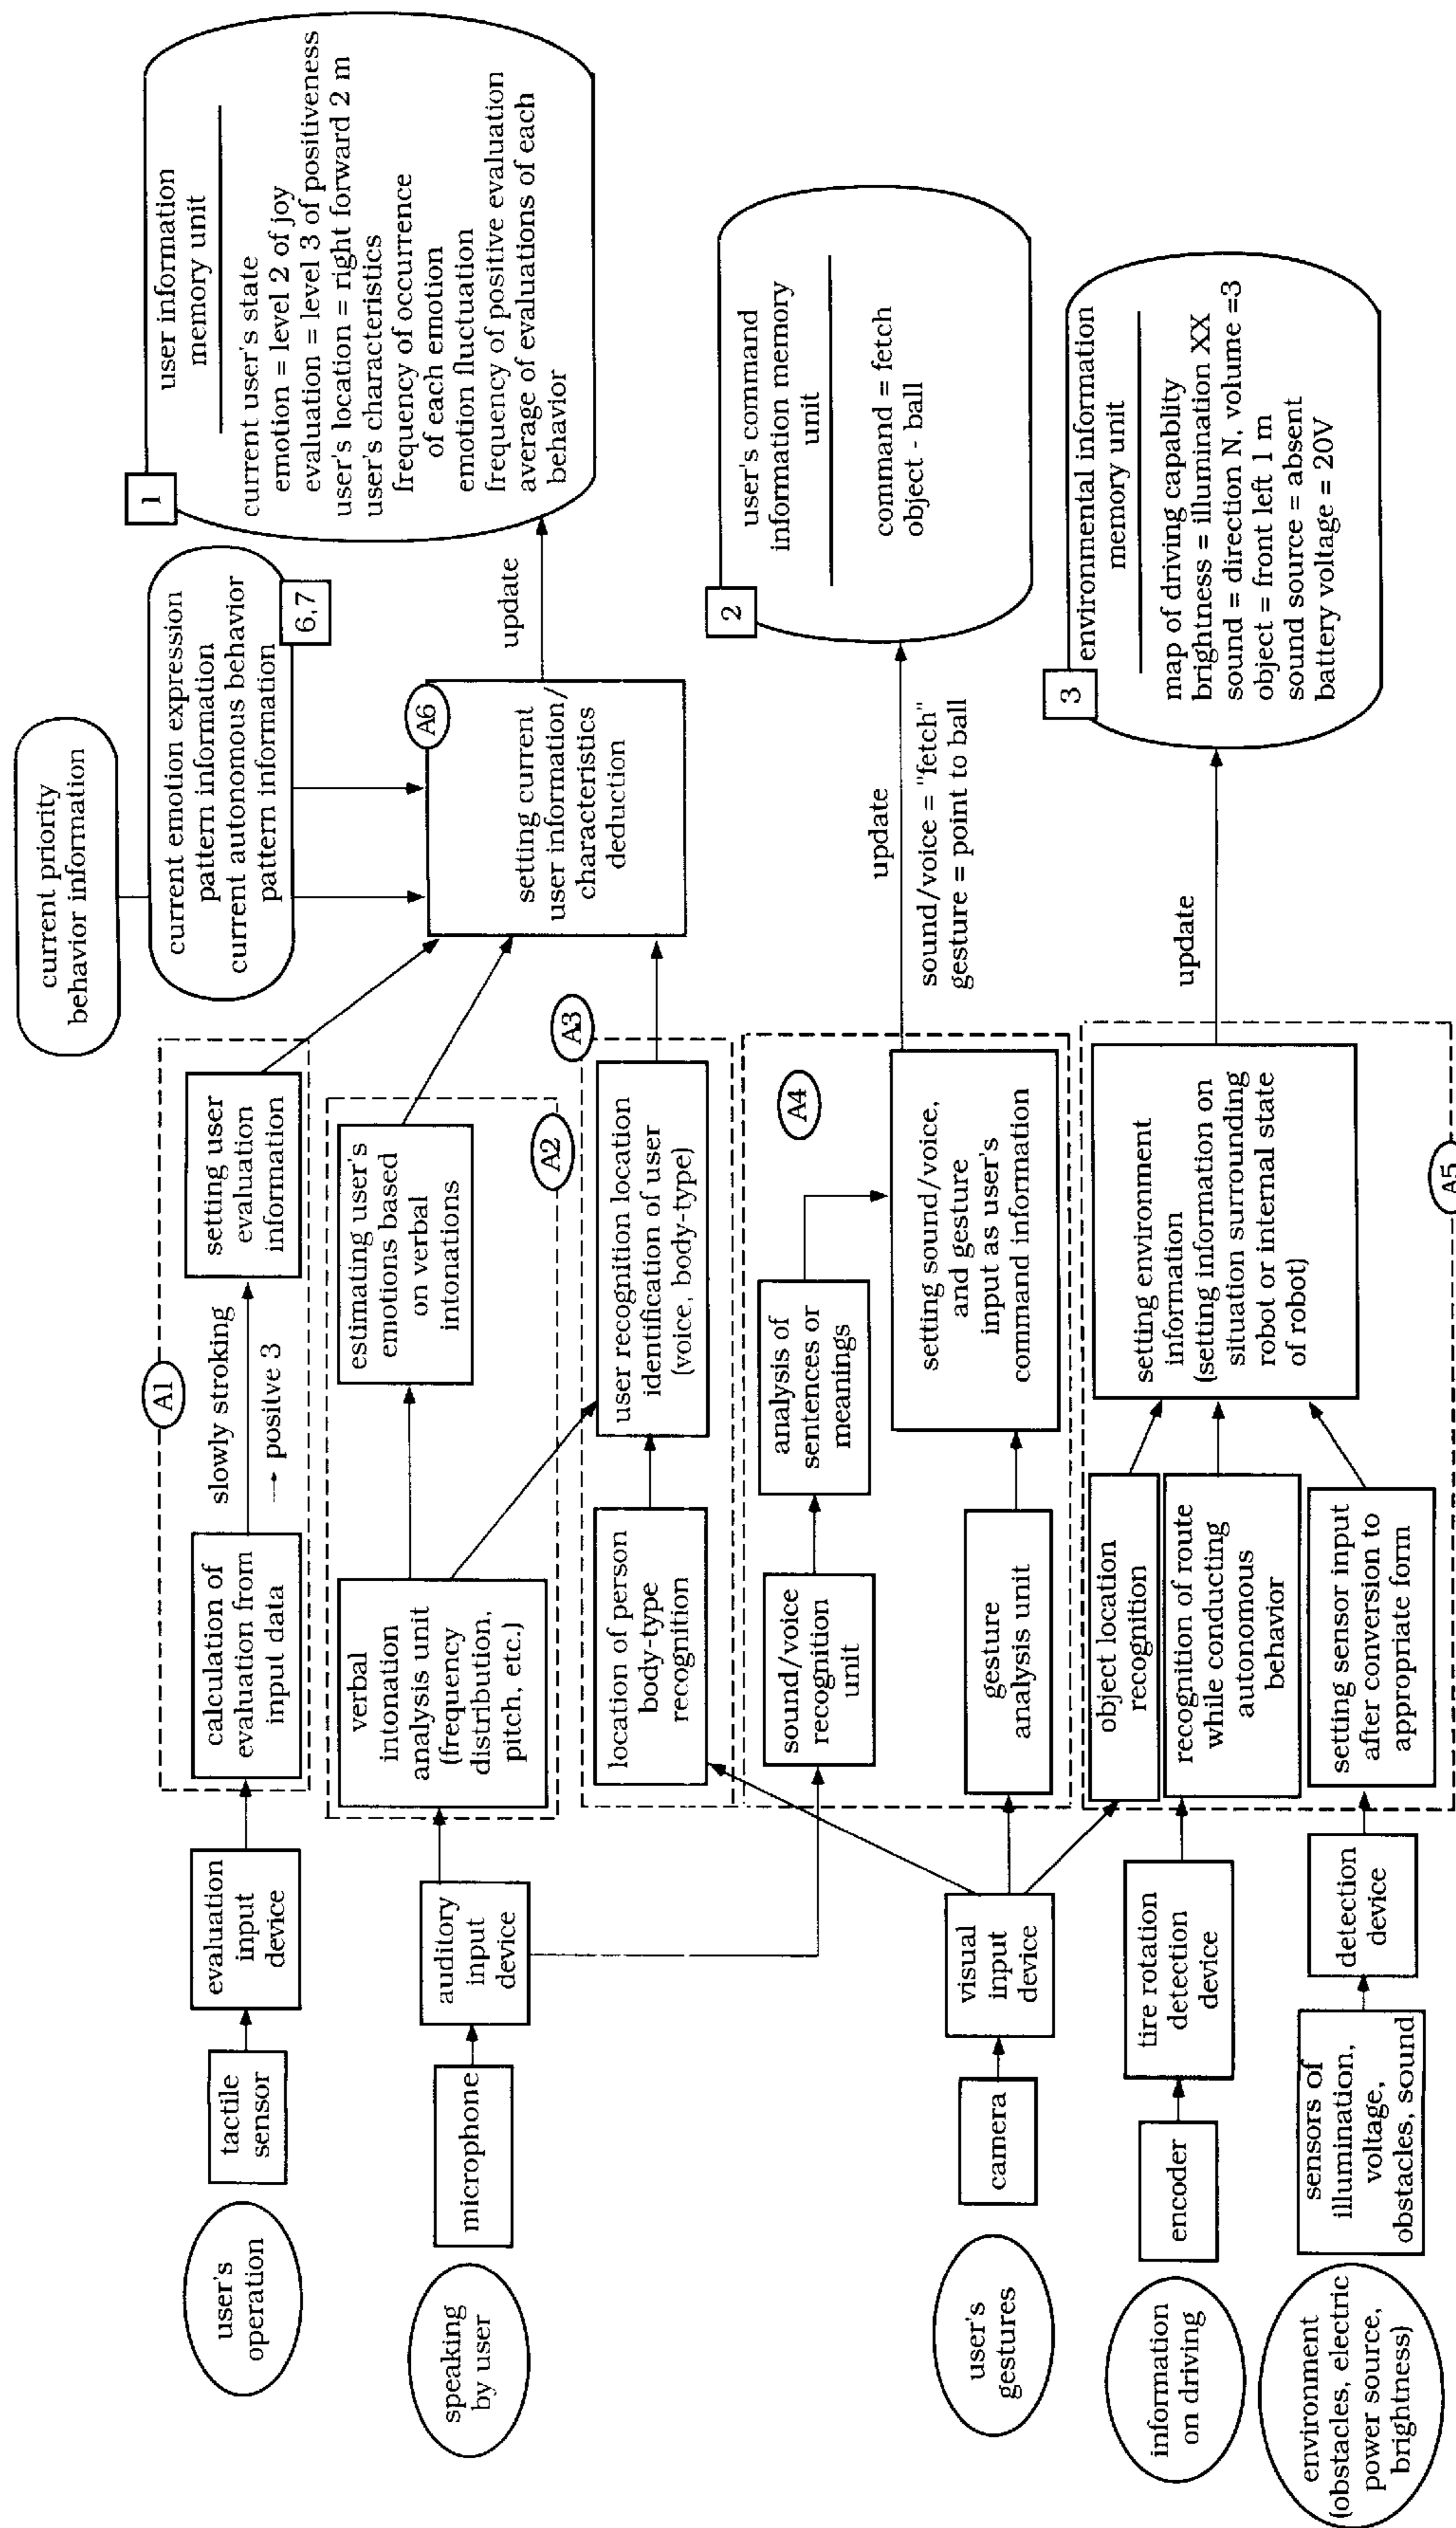 user's
operation
tactile
sensor
evaluation
input
device
A1
calculation of
evaluation from
input data
slowly stroking
→ positve 3
setting user
evaluation
information
current priority
behavior information
current emotion expression
pattern information
current autonomous behavior
pattern information
6,7
speaking
by user
microphone
auditory
input
device
verbal
intonation
analysis unit
(frequency
distribution,
pitch, etc.)
estimating user's
emotions based
on verbal
intonations
A2
A6
setting current
user information/
characteristics
deduction
update
1
user information
memory unit
current user's state
emotion = level 2 of joy
evaluation = level 3 of positiveness
user's location = right forward 2 m
user's characteristics
frequency of occurrence
of each emotion
emotion fluctuation
frequency of positive evaluation
average of evaluations of each
behavior
A3
location of person
body-type
recognition
user recognition location
identification of user
(voice, body-type)
A4
sound/voice
recognition
unit
analysis of
sentences or
meanings
user's
gestures
camera
visual
input
device
gesture
analysis unit
setting sound/voice,
and gesture
input as user's
command information
update
sound/voice = "fetch"
gesture = point to ball
2
user's command
information memory
unit
command = fetch
object - ball
information
on driving
encoder
tire rotation
detection
device
object location
recognition
recognition of route
while conducting
autonomous
behavior
environment
(obstacles, electric
power source,
brightness)
sensors of
illumination,
voltage,
obstacles, sound
detection
device
setting sensor input
after conversion to
appropriate form
setting environment
information
(setting information on
situation surrounding
robot or internal state
of robot)
A5
update
3
environmental information
memory unit
map of driving capablity
brightness = illumination XX
sound = direction N, volume =3
object = front left 1 m
sound source = absent
battery voltage = 20V